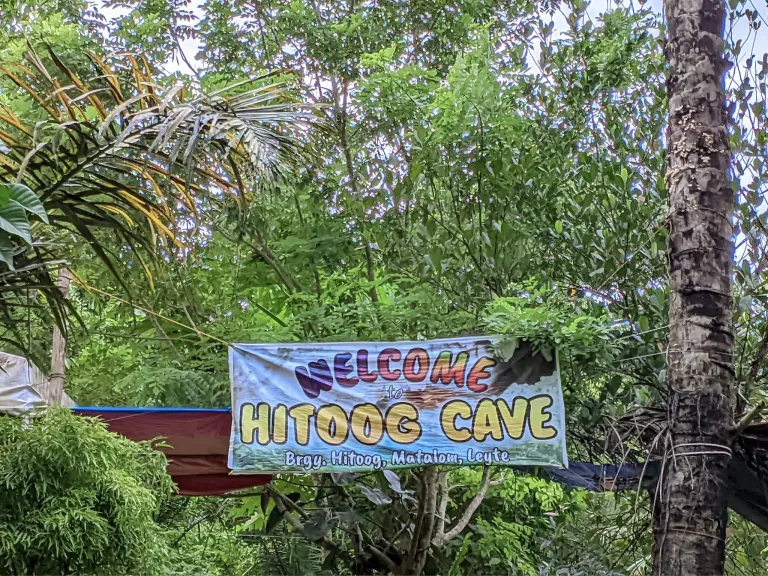 WELCOME
to
HITOOG CAVE
Brgy. Hitoog, Matalom, Leyte